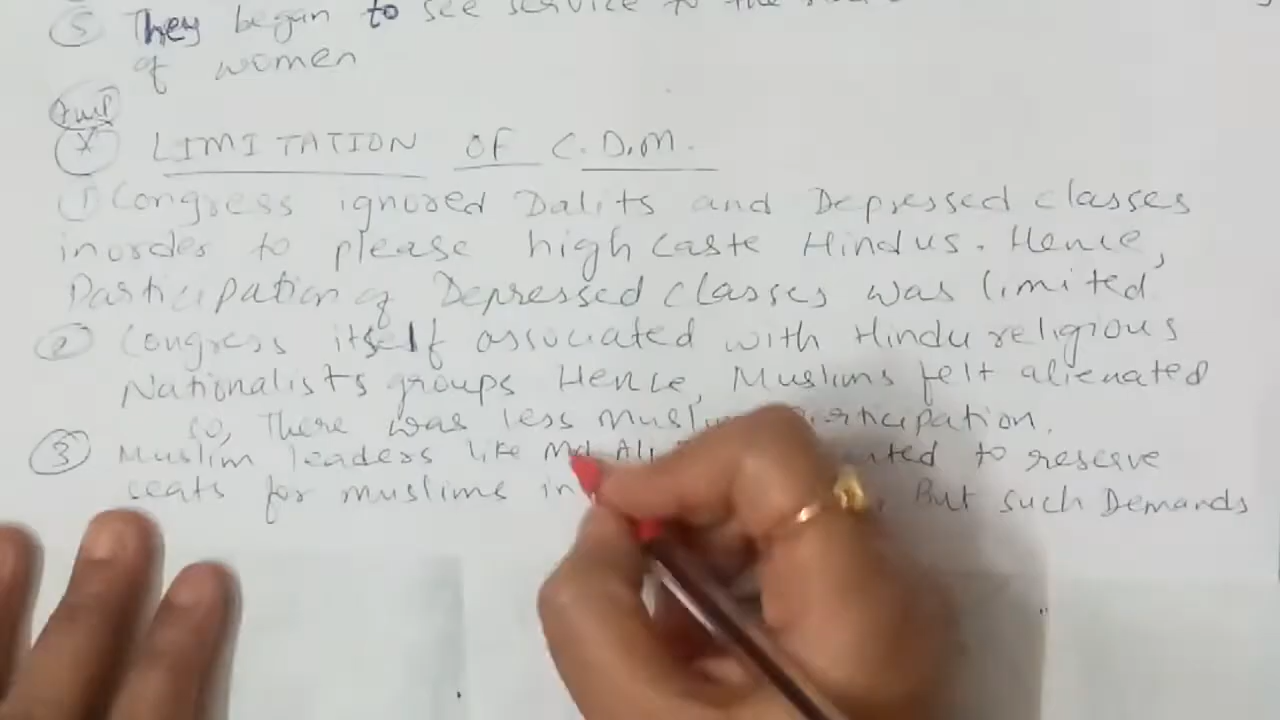 ⑤ They begun to see service to the
of women
Imp
* LIMITATION OF C.D.M.
① Congress ignored Dalits and Depressed classes
inorder to please high caste Hindus. Hence,
Participation of Depressed classes was limited
② Congress itself associated with Hindu religious
Nationalists groups Hence, Muslims felt alienated
so, There was less muslim participation.
③ Muslim leaders like Md Ali to reserve
seats for muslims in But such Demands